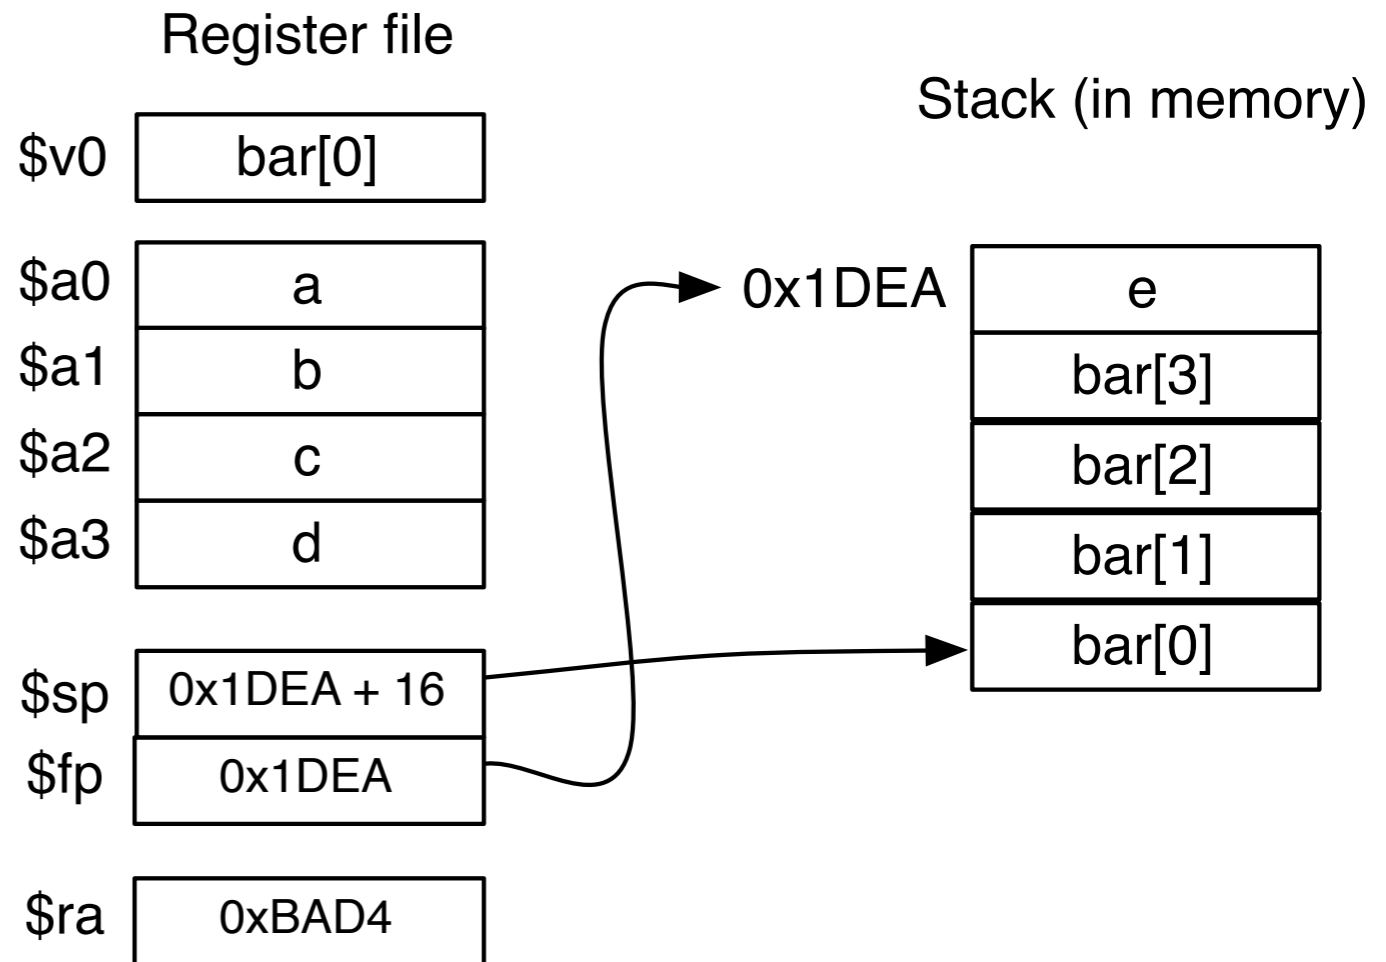 Register file
Stack (in memory)
$v0 bar[0]
$a0 a
$a1 b
$a2 c
$a3 d
0x1DEA e
bar[3]
bar[2]
bar[1]
bar[0]
$sp 0x1DEA + 16
$fp 0x1DEA
$ra 0xBAD4